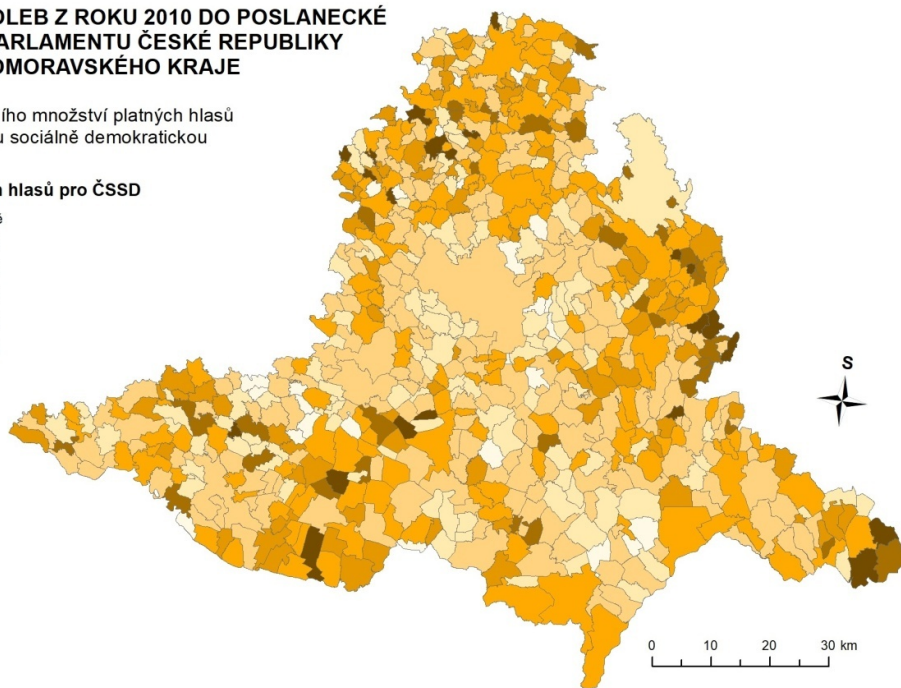 OLEB Z ROKU 2010 DO POSLANECKÉ
ARLAMENTU ČESKÉ REPUBLIKY
OMORAVSKÉHO KRAJE
ího množství platných hlasů
u sociálně demokratickou
hlasů pro ČSSD
S
0 10 20 30 km